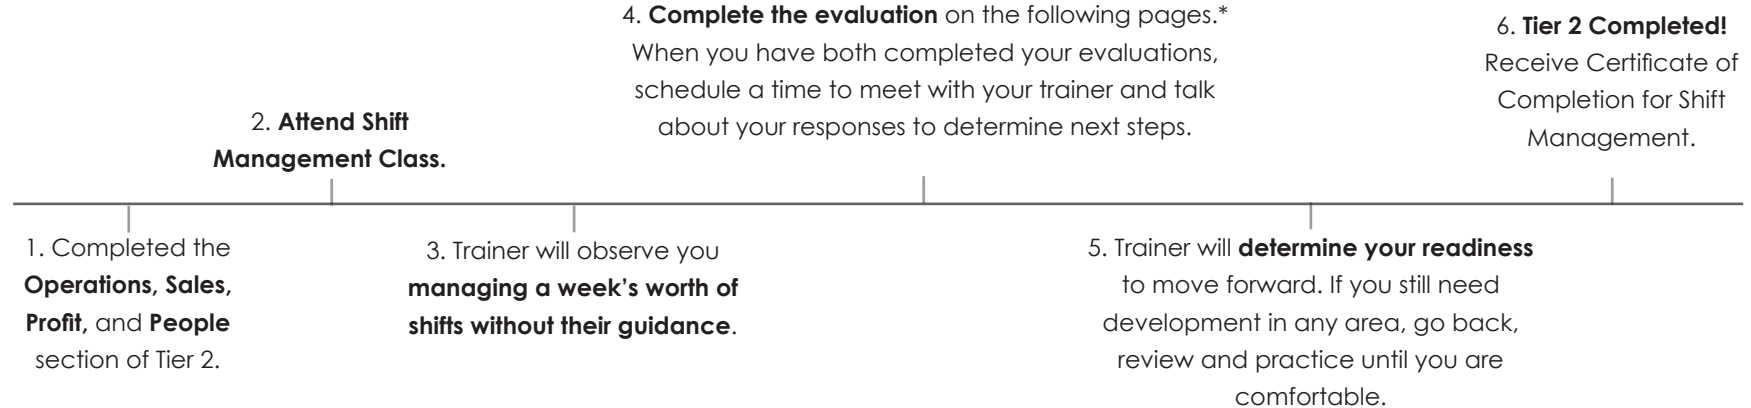 1. Completed the
Operations, Sales,
Profit, and People
section of Tier 2.
2. Attend Shift
Management Class.
3. Trainer will observe you
managing a week's worth of
shifts without their guidance.
4. Complete the evaluation on the following pages.*
When you have both completed your evaluations,
schedule a time to meet with your trainer and talk
about your responses to determine next steps.
5. Trainer will determine your readiness
to move forward. If you still need
development in any area, go back,
review and practice until you are
comfortable.
6. Tier 2 Completed!
Receive Certificate of
Completion for Shift
Management.